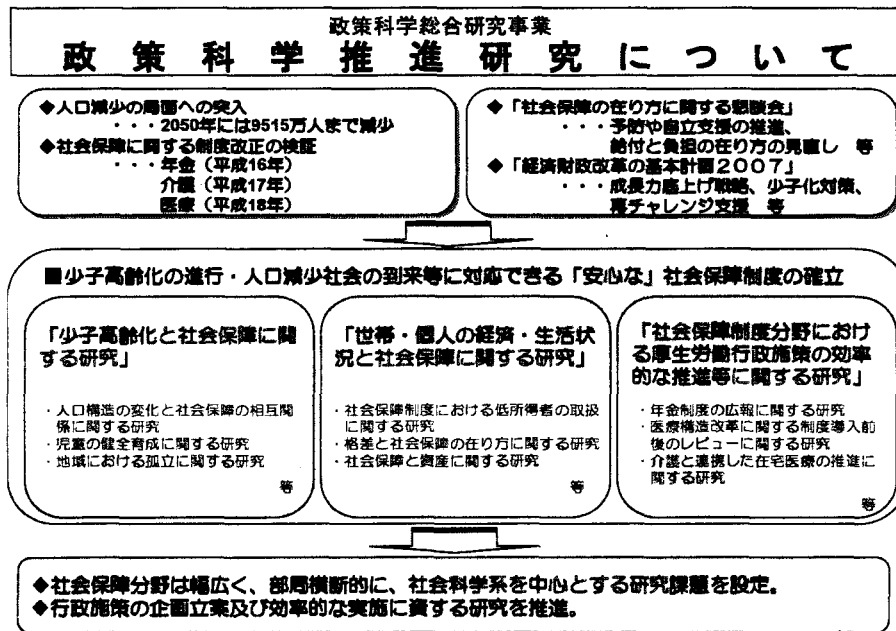 政策科学総合研究事業
政策科学推進研究について
◆人口減少の局面への突入
・・・2050年には9515万人まで減少
◆社会保障に関する制度改正の検証
・・・年金（平成16年）
介護（平成17年）
医療（平成18年）
◆「社会保障の在り方に関する懇談会」
・・・予防や自立支援の推進、
給付と負担の在り方の見直し 等
◆「経済財政改革の基本計画２００７」
・・・成長力底上げ戦略、少子化対策、
再チャレンジ支援 等
■少子高齢化の進行・人口減少社会の到来等に対応できる「安心な」社会保障制度の確立
「少子高齢化と社会保障に関
する研究」
・人口構造の変化と社会保障の相互関
係に関する研究
・児童の健全育成に関する研究
・地域における孤立に関する研究
等
「世帯・個人の経済・生活状
況と社会保障に関する研究」
・社会保障制度における低所得者の取扱
に関する研究
・格差と社会保障の在り方に関する研究
・社会保障と資産に関する研究
等
「社会保障制度分野におけ
る厚生労働行政施策の効率
的な推進等に関する研究」
・年金制度の広報に関する研究
・医療構造改革に関する制度導入前
後のレビューに関する研究
・介護と連携した在宅医療の推進に
関する研究
等
◆社会保障分野は幅広く、部局横断的に、社会科学系を中心とする研究課題を設定。
◆行政施策の企画立案及び効率的な実施に資する研究を推進。